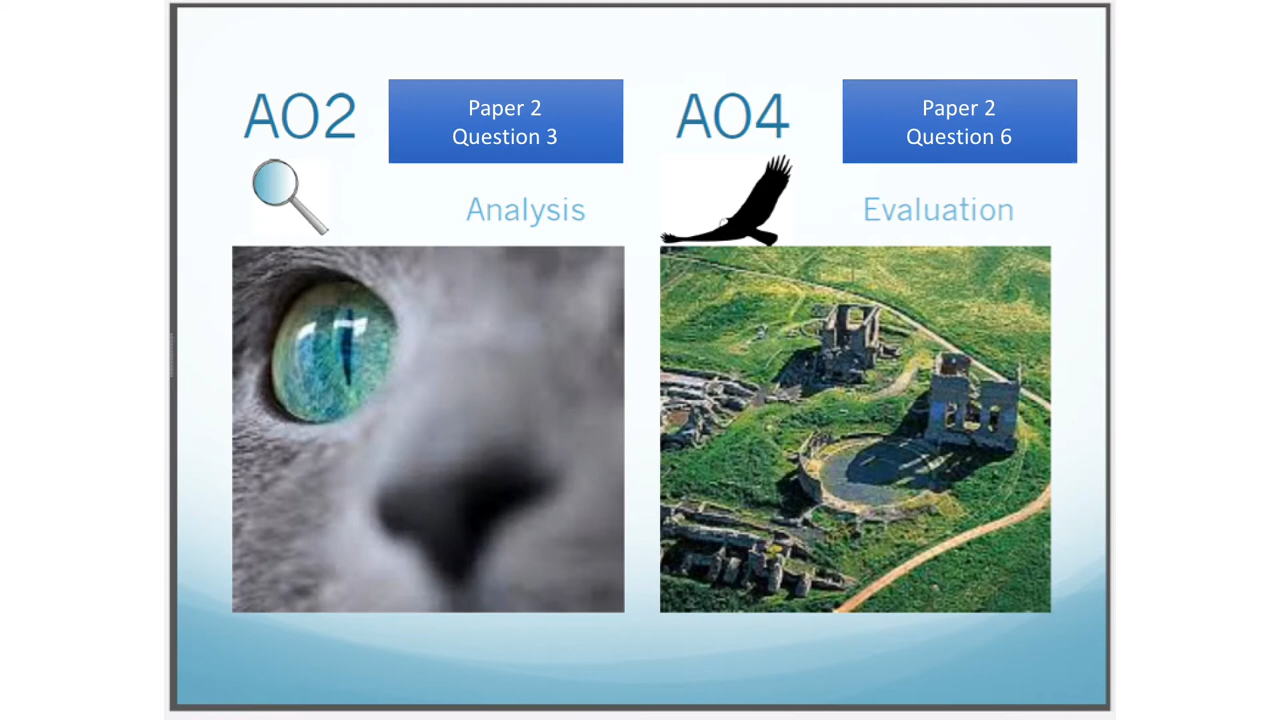 AO2
Paper 2
Question 3
Analysis
AO4
Paper 2
Question 6
Evaluation